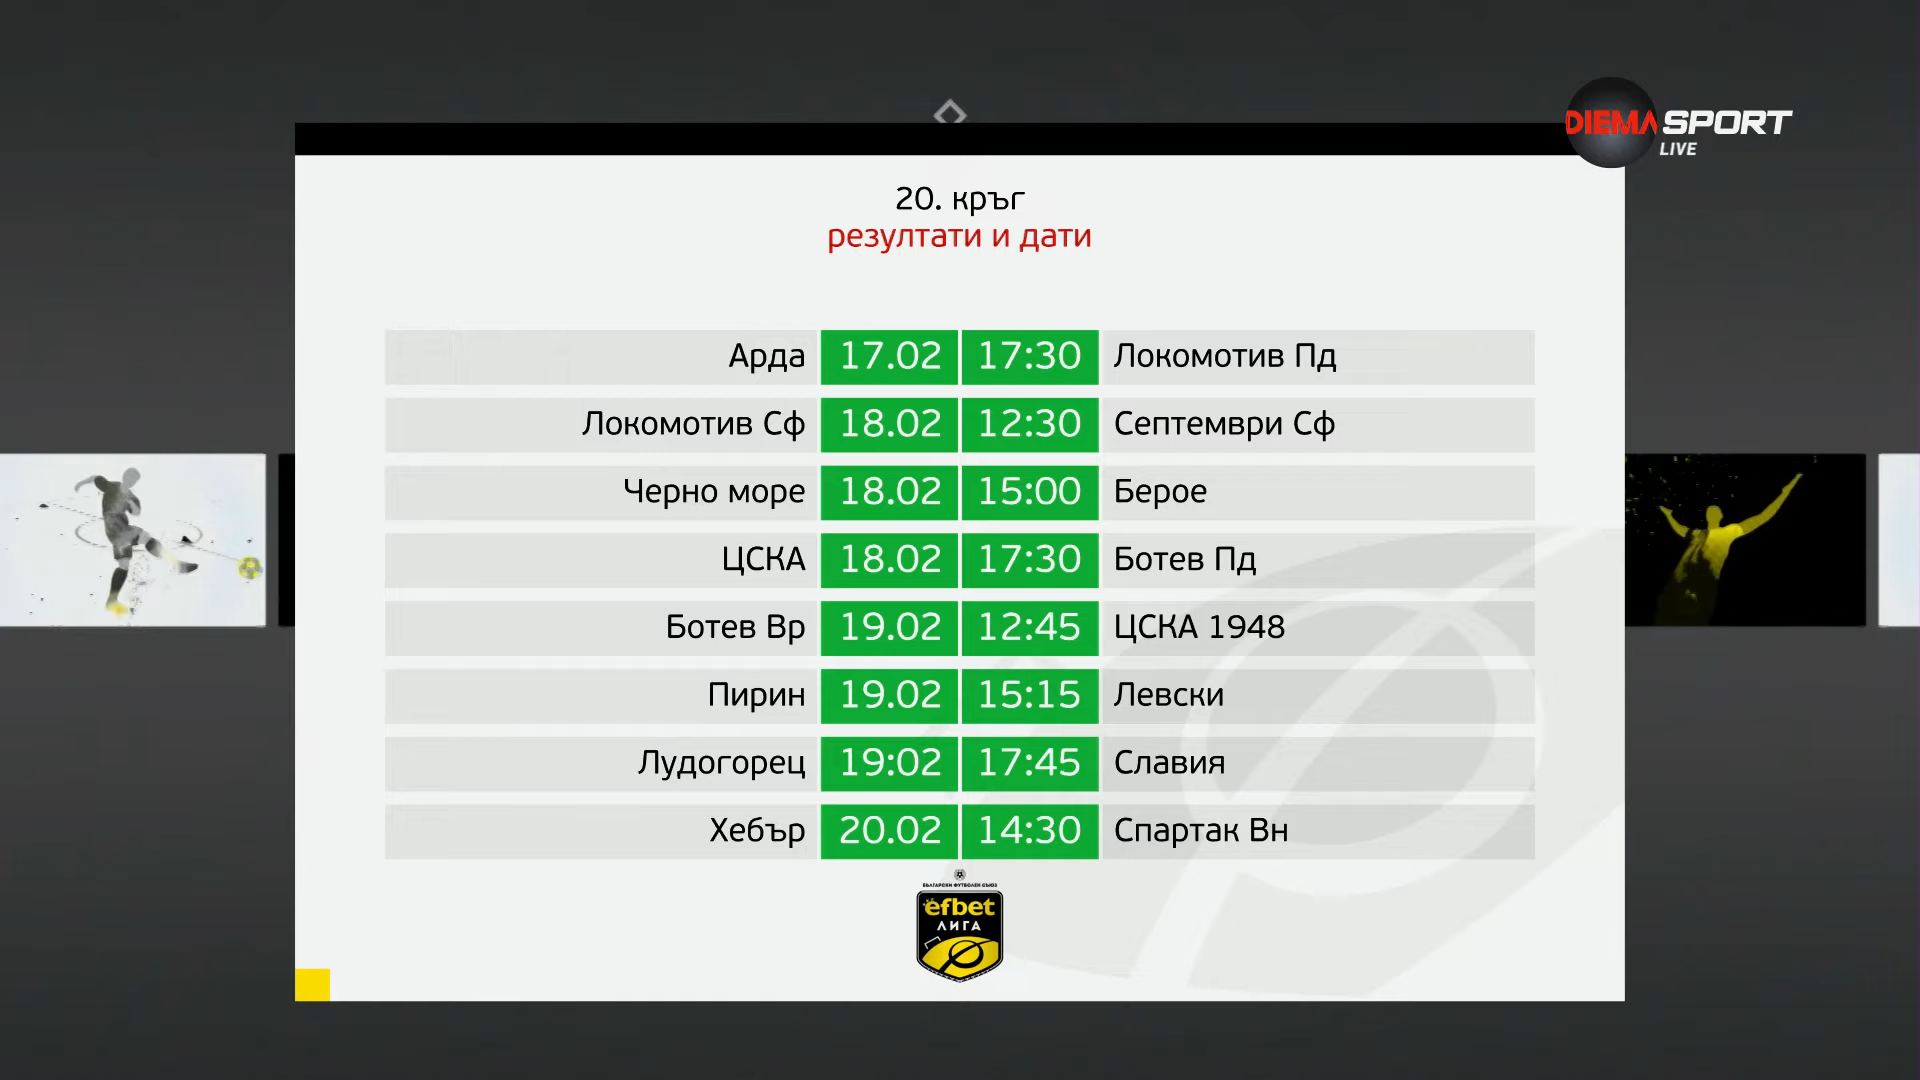 DIEMA SPORT
LIVE
20. кръг
резултати и дати
Арда 17.02 17:30 Локомотив Пд
Локомотив Сф 18.02 12:30 Септември Сф
Черно море 18.02 15:00 Берое
ЦСКА 18.02 17:30 Ботев Пд
Ботев Вр 19.02 12:45 ЦСКА 1948
Пирин 19.02 15:15 Левски
Лудогорец 19:02 17:45 Славия
Хебър 20.02 14:30 Спартак Вн
БЪЛГАРСКИ ФУТБОЛЕН СЪЮЗ
efbet
ЛИГА